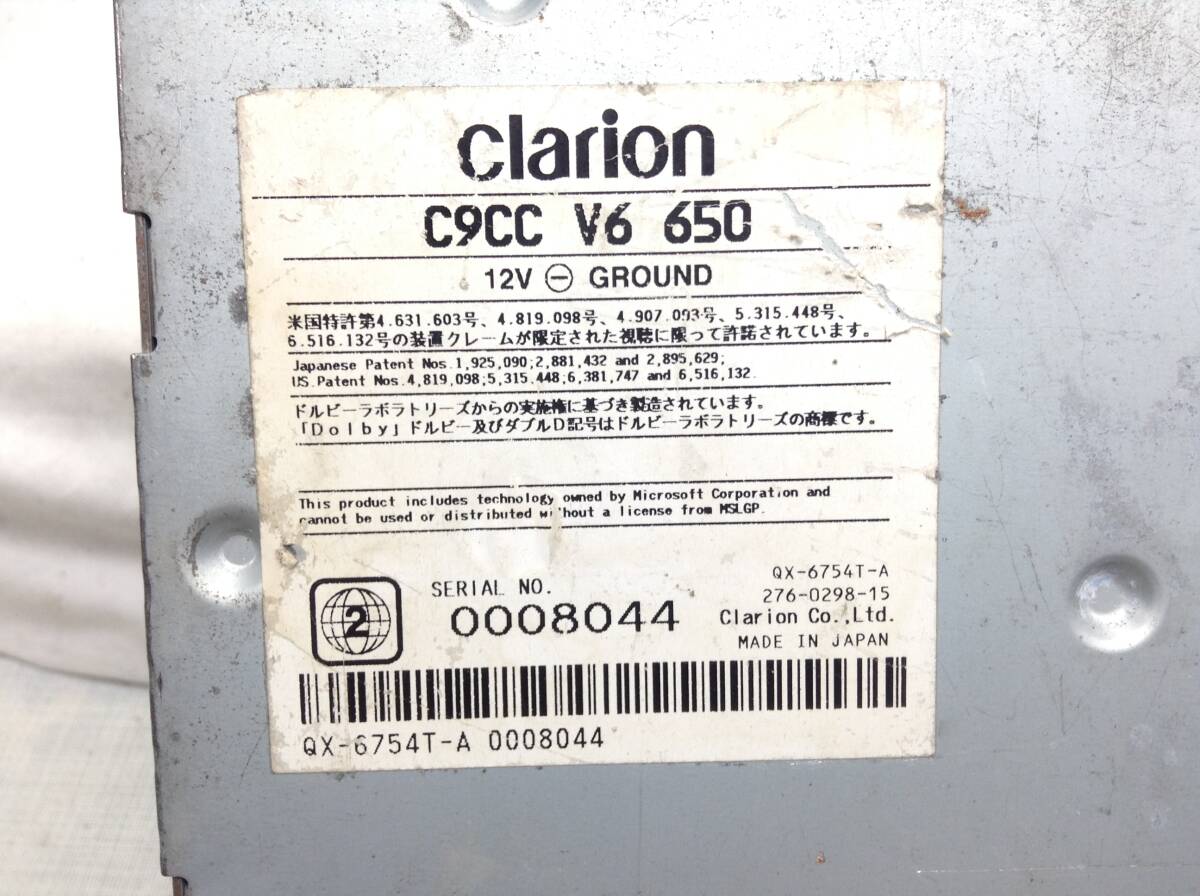 clarion
C9CC V6 650
12V ⊖ GROUND
米国特許第4.631.603号、4.819.098号、4.907.093号、5.315.448号、
6.516.132号の装置クレームが限定された視聴に限って許諾されています。
Japanese Patent Nos.1,925,090;2,881,432 and 2,895,629;
US.Patent Nos.4,819,098;5,315.448;6,381,747 and 6,516,132.
ドルビーラボラトリーズからの実施権に基づき製造されています。
「Dolby」ドルビー及びダブルD記号はドルビーラボラトリーズの商標です。
This product includes technology owned by Microsoft Corporation and
cannot be used or distributed without a license from MSLGP.
2
SERIAL NO.
0008044
QX-6754T-A
276-0298-15
Clarion Co.,Ltd.
MADE IN JAPAN
QX-6754T-A 0008044